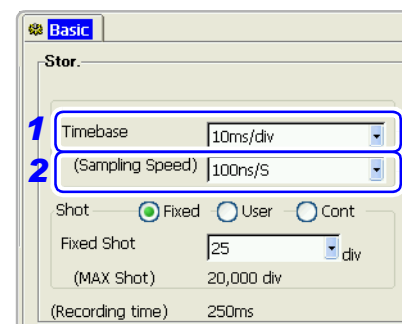 Basic
Stor.
1 Timebase 10ms/div
2 (Sampling Speed) 100ns/S
Shot Fixed User Cont
Fixed Shot 25 div
(MAX Shot) 20,000 div
(Recording time) 250ms